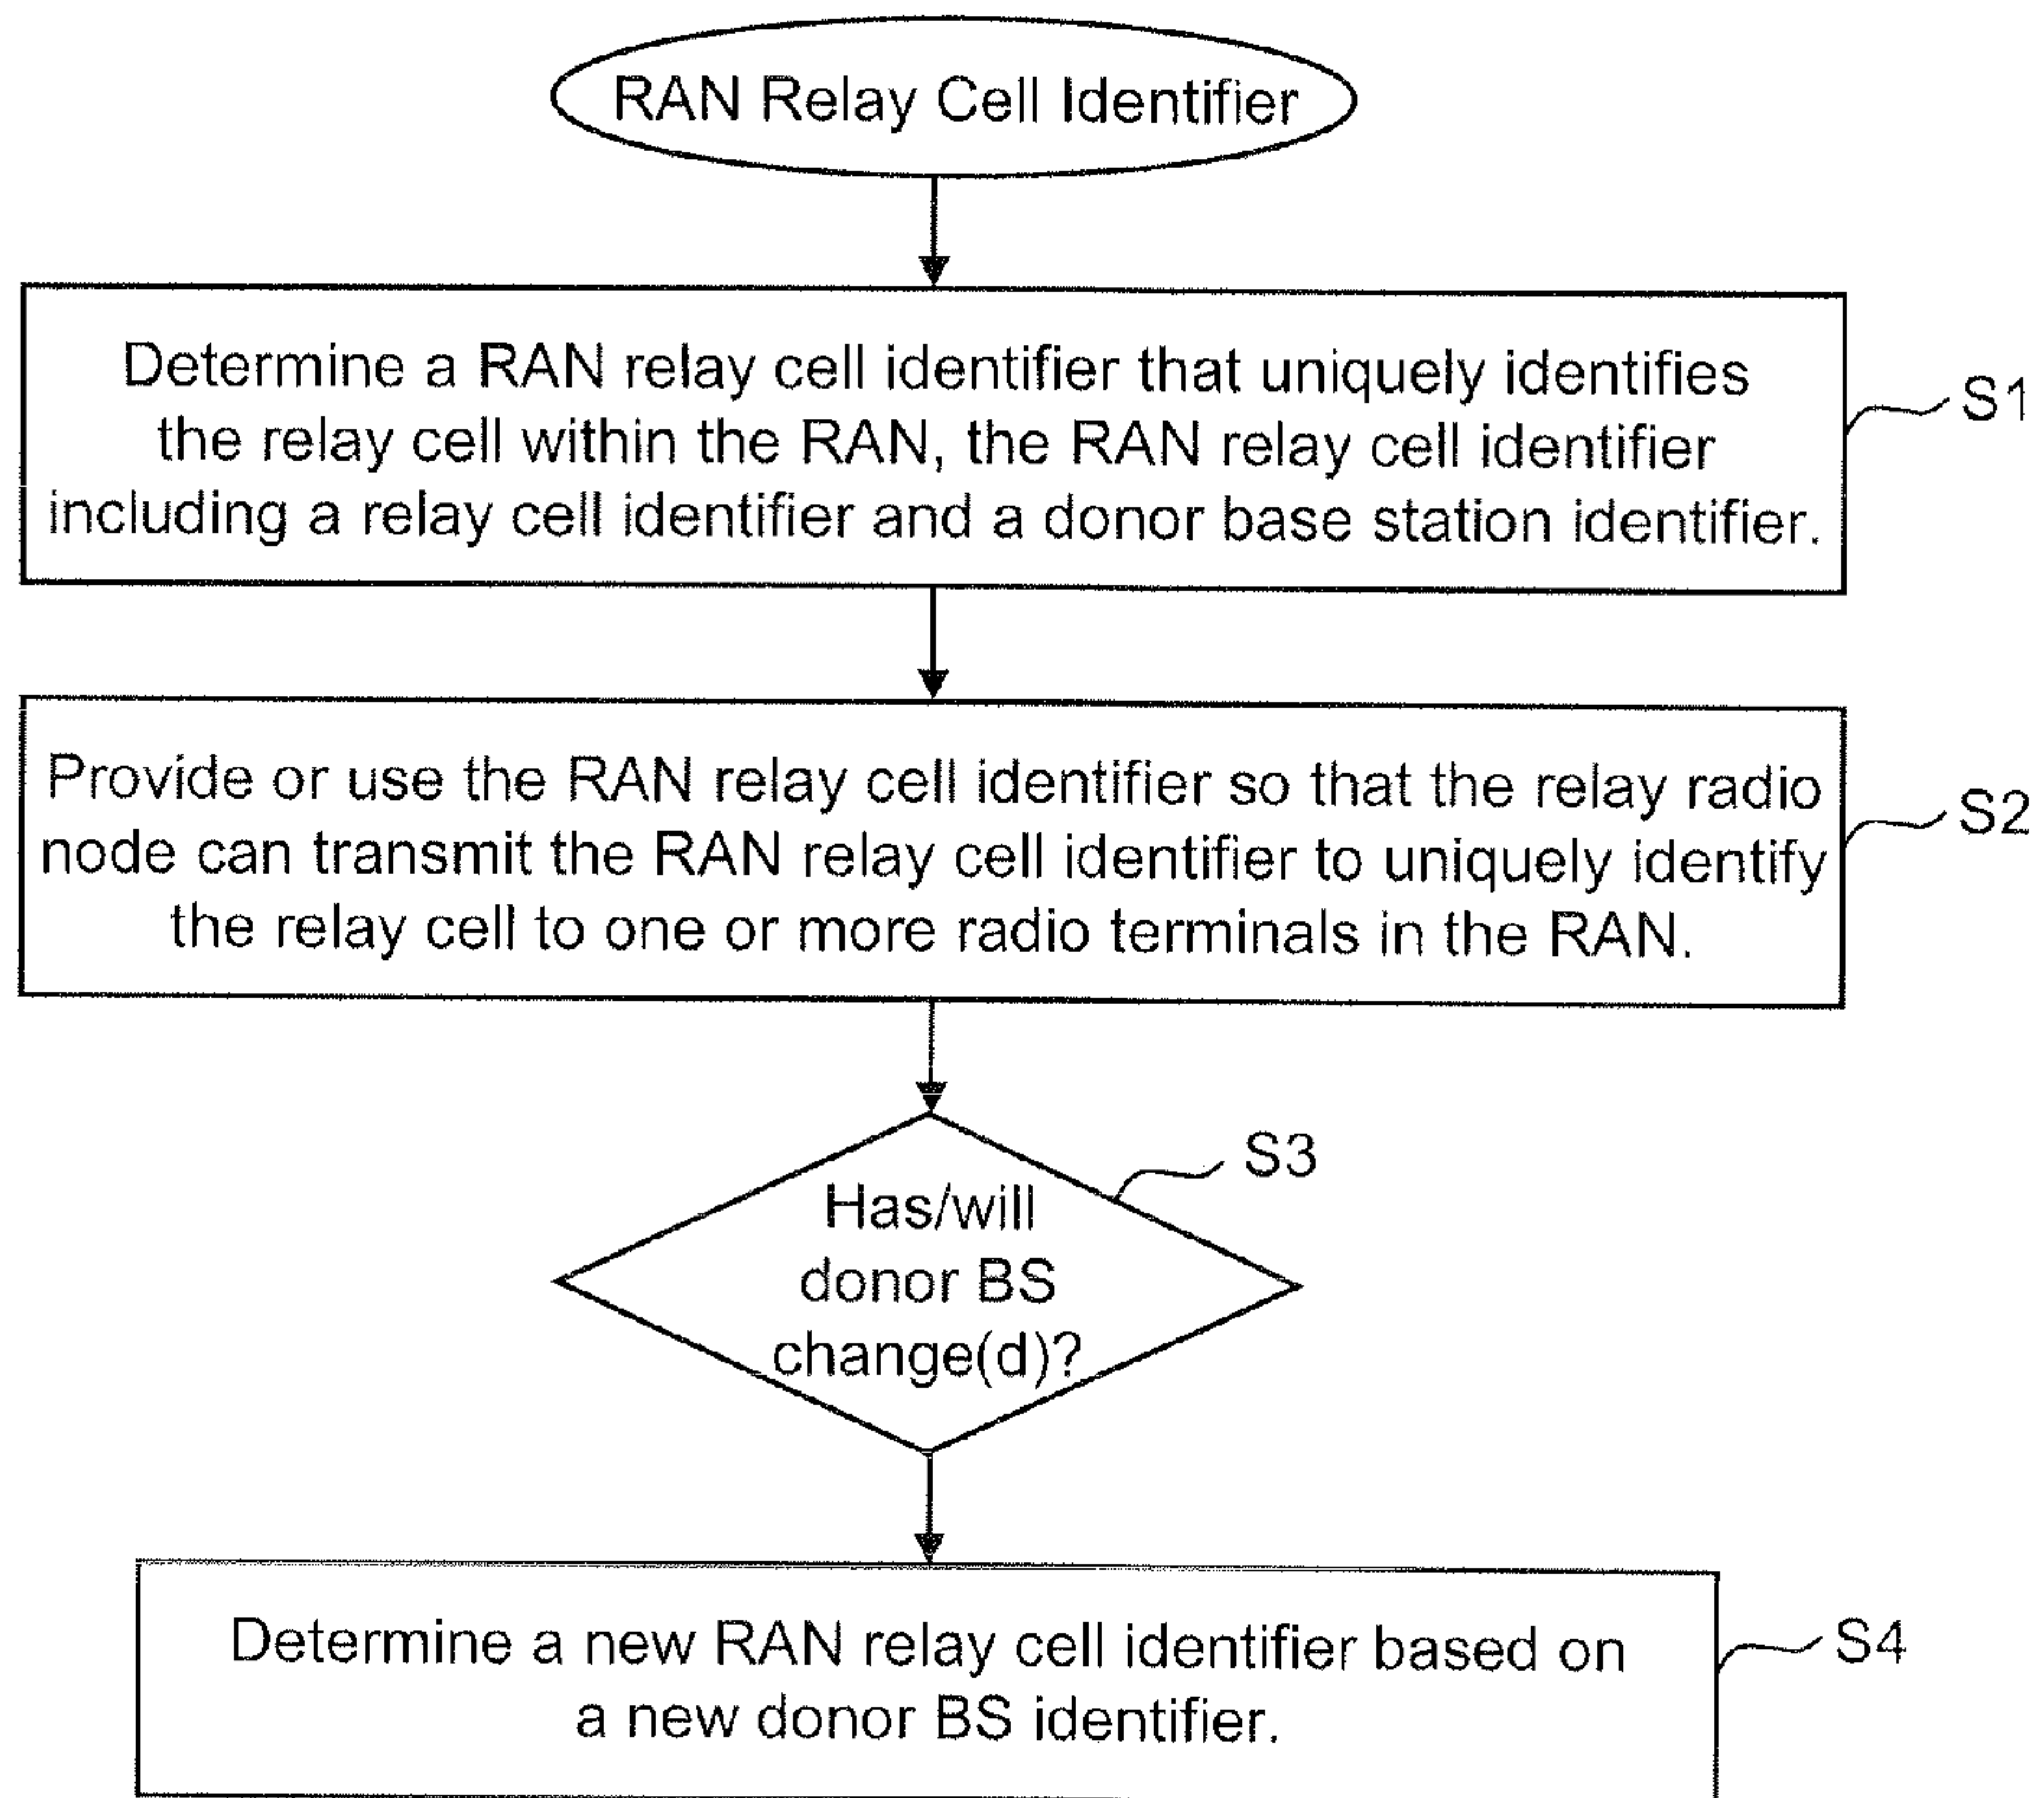 RAN Relay Cell Identifier
Determine a RAN relay cell identifier that uniquely identifies
the relay cell within the RAN, the RAN relay cell identifier
including a relay cell identifier and a donor base station identifier.
S1
Provide or use the RAN relay cell identifier so that the relay radio
node can transmit the RAN relay cell identifier to uniquely identify
the relay cell to one or more radio terminals in the RAN.
S2
Has/will
donor BS
change(d)?
S3
Determine a new RAN relay cell identifier based on
a new donor BS identifier.
S4